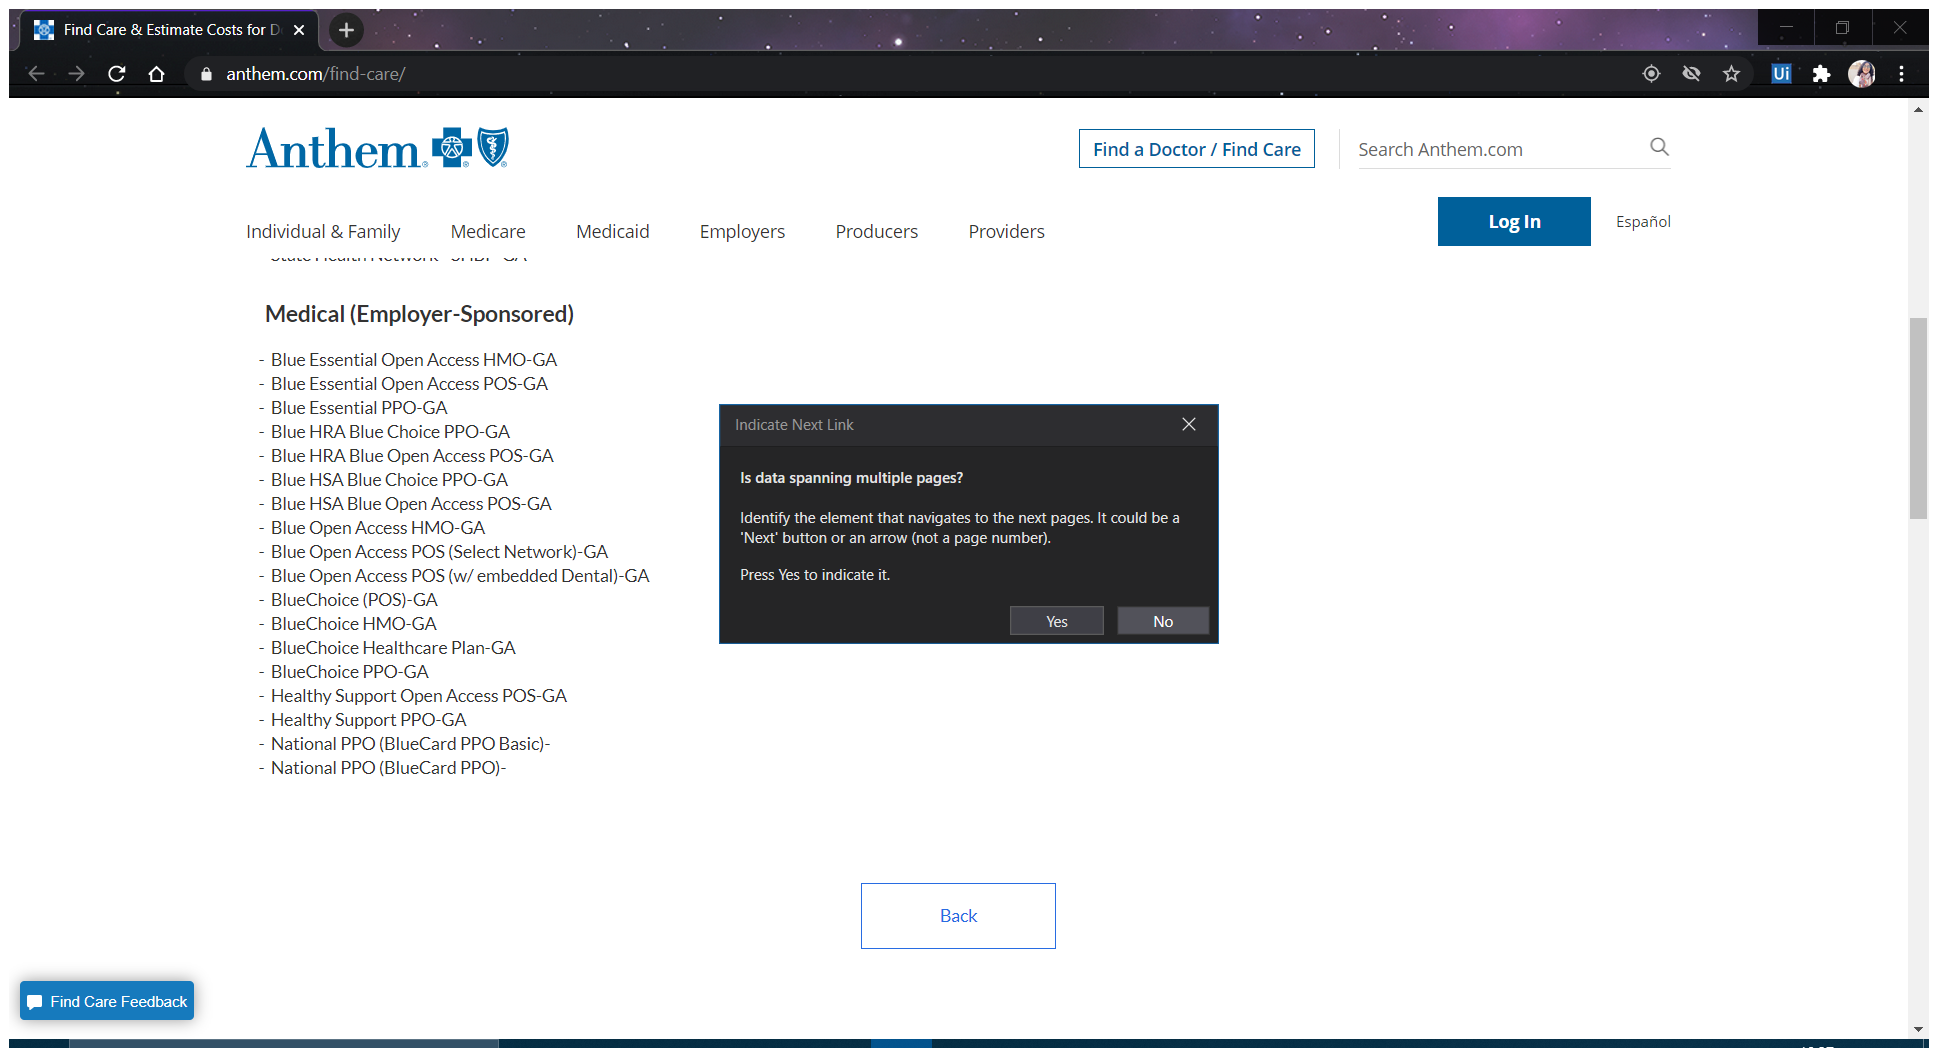 Find Care & Estimate Costs for D
anthem.com/find-care/
Ui
Anthem
Find a Doctor / Find Care
Search Anthem.com
Individual & Family
Medicare
Medicaid
Employers
Producers
Providers
Log In
Español
State Health Network - SHBP-GA
Medical (Employer-Sponsored)
- Blue Essential Open Access HMO-GA
- Blue Essential Open Access POS-GA
- Blue Essential PPO-GA
- Blue HRA Blue Choice PPO-GA
- Blue HRA Blue Open Access POS-GA
- Blue HSA Blue Choice PPO-GA
- Blue HSA Blue Open Access POS-GA
- Blue Open Access HMO-GA
- Blue Open Access POS (Select Network)-GA
- Blue Open Access POS (w/ embedded Dental)-GA
- BlueChoice (POS)-GA
- BlueChoice HMO-GA
- BlueChoice Healthcare Plan-GA
- BlueChoice PPO-GA
- Healthy Support Open Access POS-GA
- Healthy Support PPO-GA
- National PPO (BlueCard PPO Basic)-
- National PPO (BlueCard PPO)-
Indicate Next Link
Is data spanning multiple pages?
Identify the element that navigates to the next pages. It could be a
'Next' button or an arrow (not a page number).
Press Yes to indicate it.
Yes
No
Back
Find Care Feedback